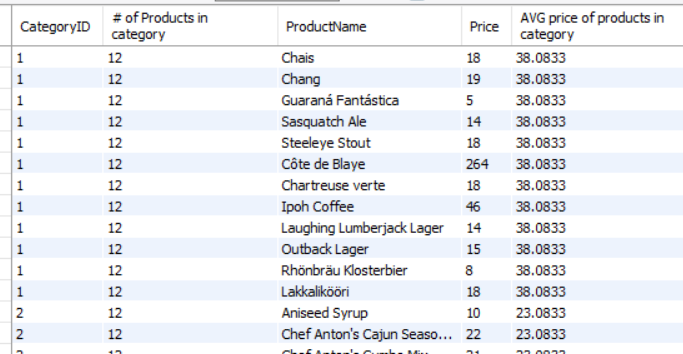 CategoryID # of Products in category ProductName Price AVG price of products in category
1 12 Chais 18 38.0833
1 12 Chang 19 38.0833
1 12 Guaraná Fantástica 5 38.0833
1 12 Sasquatch Ale 14 38.0833
1 12 Steeleye Stout 18 38.0833
1 12 Côte de Blaye 264 38.0833
1 12 Chartreuse verte 18 38.0833
1 12 Ipoh Coffee 46 38.0833
1 12 Laughing Lumberjack Lager 14 38.0833
1 12 Outback Lager 15 38.0833
1 12 Rhönbräu Klosterbier 8 38.0833
1 12 Lakkalikööri 18 38.0833
2 12 Aniseed Syrup 10 23.0833
2 12 Chef Anton's Cajun Seaso... 22 23.0833
2 12 Chef Anton's Gumbo Mix 21 23.0833